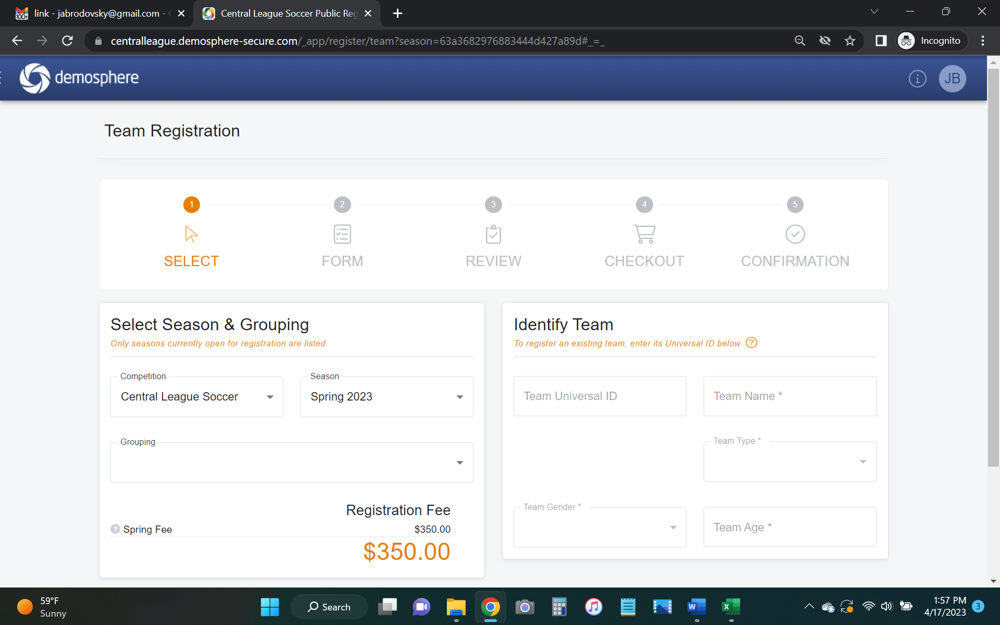 link - jabrodovsky@gmail.com -
Central League Soccer Public Reg
centralleague.demosphere-secure.com/_app/register/team?season=63a3682976883444d427a89d#_=_
Incognito
demosphere
JB
Team Registration
1
2
3
4
5
SELECT
FORM
REVIEW
CHECKOUT
CONFIRMATION
Select Season & Grouping
Only seasons currently open for registration are listed
Competition
Season
Central League Soccer
Spring 2023
Grouping
Registration Fee
? Spring Fee
$350.00
$350.00
Identify Team
To register an existing team, enter its Universal ID below ?
Team Universal ID
Team Name *
Team Type *
Team Gender *
Team Age *
59°F
Sunny
Search
1:57 PM
4/17/2023
3